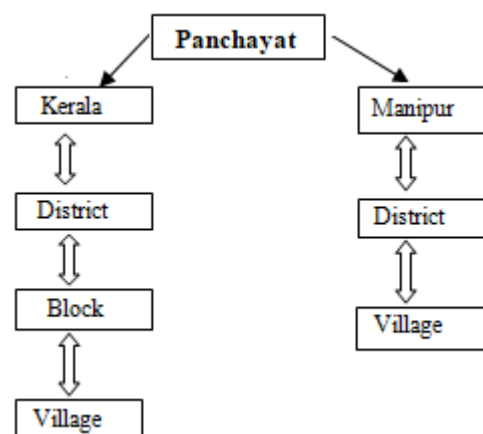 Panchayat
Kerala
Manipur
District
District
Block
Village
Village